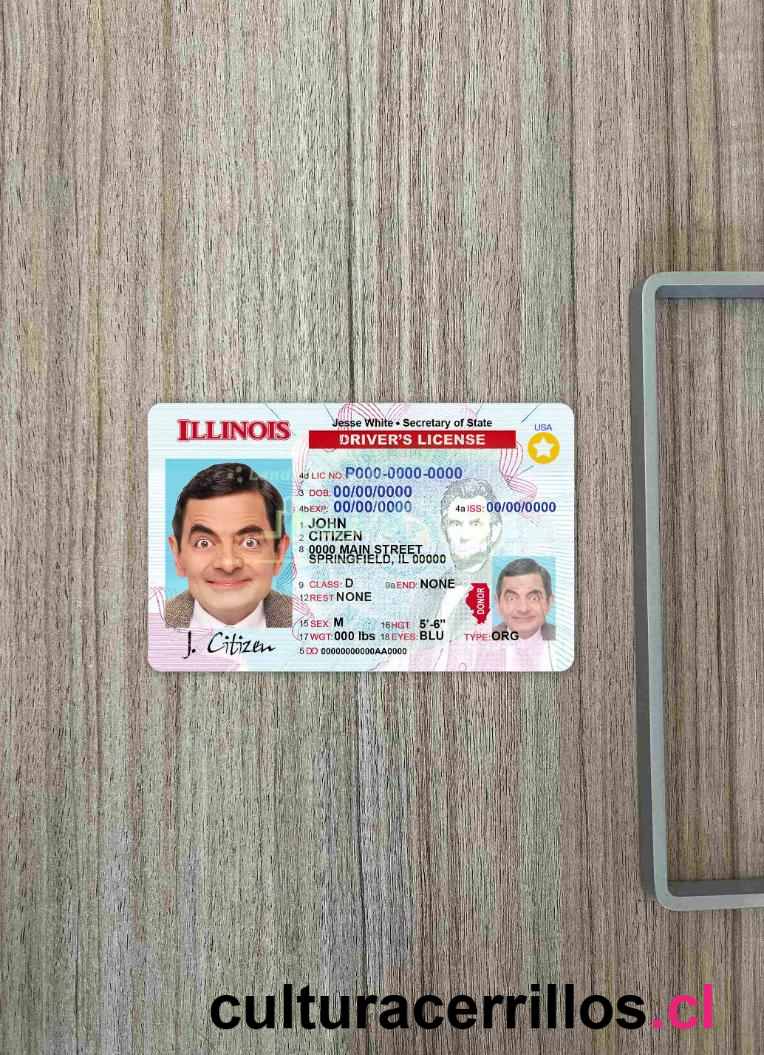 ILLINOIS
Jesse White • Secretary of State
DRIVER'S LICENSE
USA
4d LIC NO: P000-0000-0000
3 DOB: 00/00/0000
4b EXP: 00/00/0000 4a ISS: 00/00/0000
1 JOHN
2 CITIZEN
8 0000 MAIN STREET
SPRINGFIELD, IL 00000
9 CLASS: D 9a END: NONE
12 REST NONE
DONOR
15 SEX: M 16 HGT 5'-6"
17 WGT: 000 lbs 18 EYES: BLU TYPE: ORG
5 DD 00000000000AA0000
J. Citizen
culturacerrillos.cl